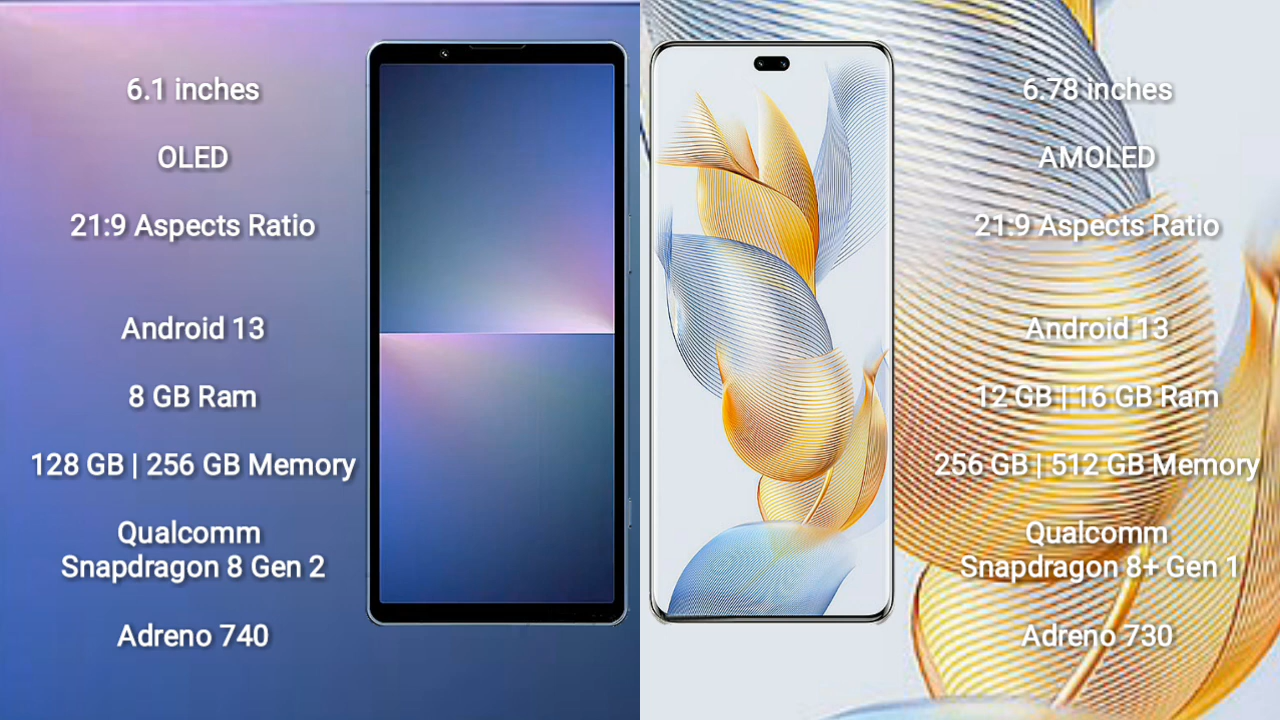 6.1 inches
OLED
21:9 Aspects Ratio
Android 13
8 GB Ram
128 GB | 256 GB Memory
Qualcomm
Snapdragon 8 Gen 2
Adreno 740
6.78 inches
AMOLED
21:9 Aspects Ratio
Android 13
12 GB | 16 GB Ram
256 GB | 512 GB Memory
Qualcomm
Snapdragon 8+ Gen 1
Adreno 730